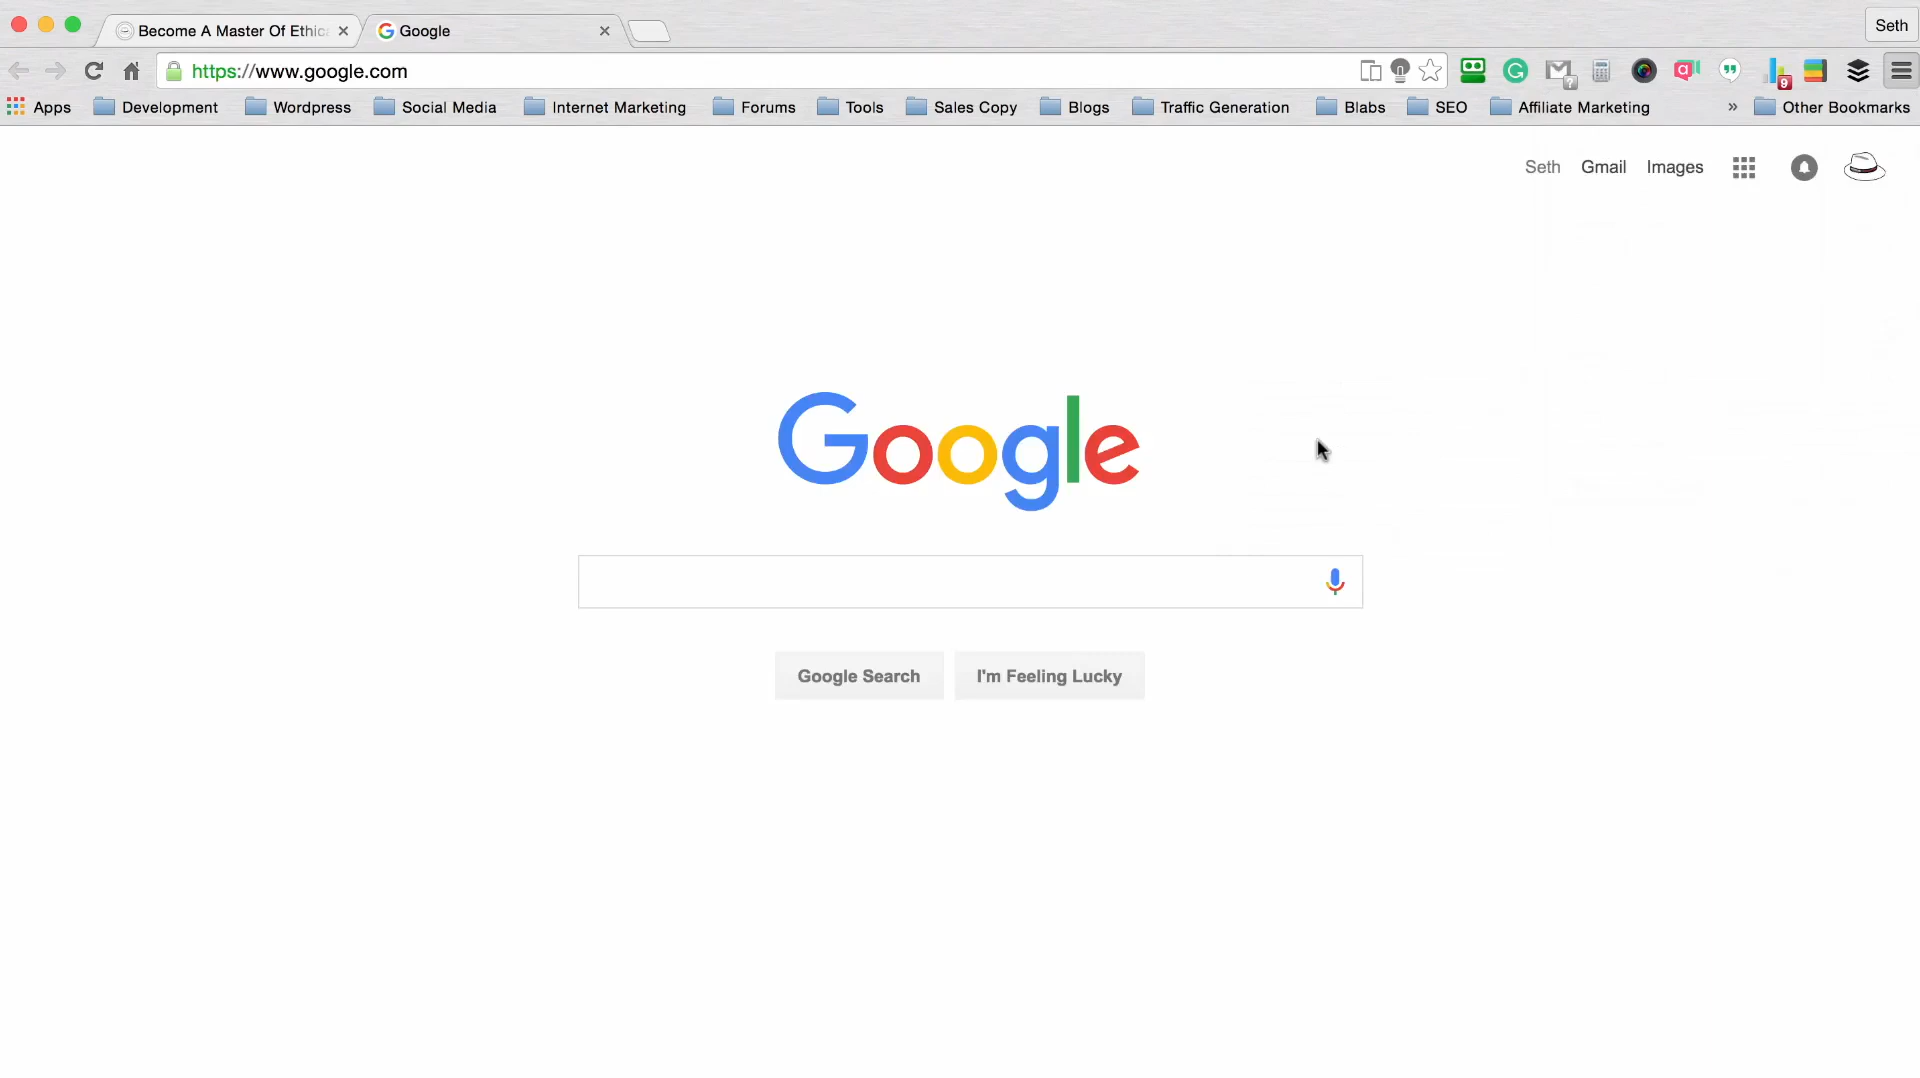 Become A Master Of Ethic
Google
Seth
https://www.google.com
9
Apps
Development
Wordpress
Social Media
Internet Marketing
Forums
Tools
Sales Copy
Blogs
Traffic Generation
Blabs
SEO
Affiliate Marketing
»
Other Bookmarks
Seth
Gmail
Images
Google
Google Search
I'm Feeling Lucky